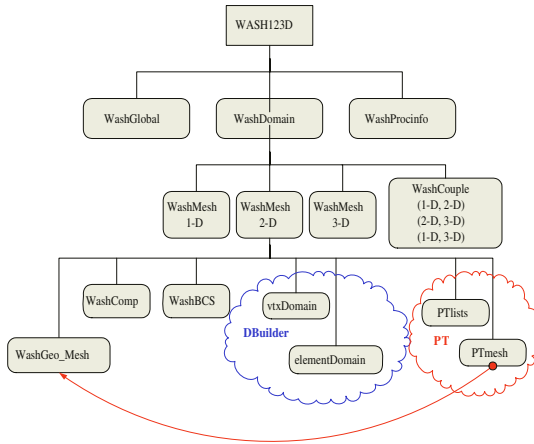 WASH123D
WashGlobal
WashDomain
WashProcinfo
WashMesh
1-D
WashMesh
2-D
WashMesh
3-D
WashCouple
(1-D, 2-D)
(2-D, 3-D)
(1-D, 3-D)
WashComp
WashBCS
vtxDomain
DBuilder
elementDomain
PTlists
PT
PTmesh
WashGeo_Mesh